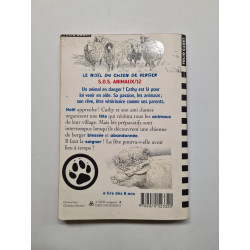 LE NOËL DU CHIEN DE BERGER
S.O.S. ANIMAUX/12
Un animal en danger ? Cathy est là pour
lui venir en aide. Sa passion, les animaux ;
son rêve, être vétérinaire comme ses parents.
Noël approche ! Cathy et son ami James
organisent une fête qui réunira tous les animaux
de leur village. Mais les préparatifs sont
interrompus lorsqu'ils découvrent une chienne de
berger blessée et abandonnée.
Il faut la soigner ! La fête pourra-t-elle avoir
lieu à temps ?
à lire dès 8 ans